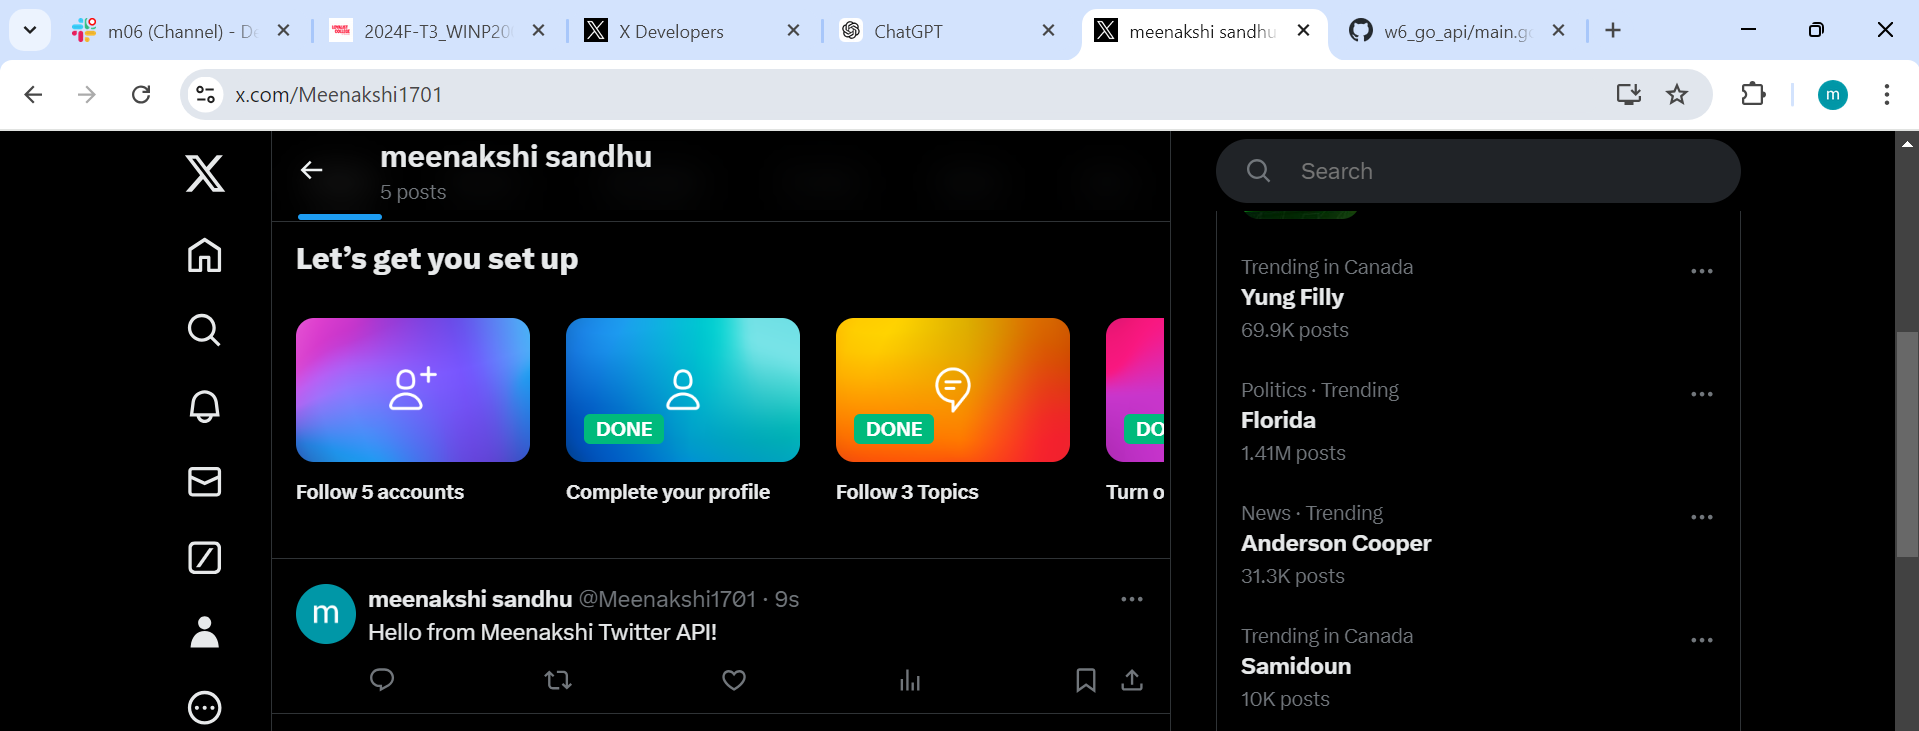 m06 (Channel) - De
2024F-T3_WINP20
X Developers
ChatGPT
meenakshi sandhu
w6_go_api/main.go
x.com/Meenakshi1701
m
meenakshi sandhu
5 posts
Search
Let’s get you set up
DONE
DONE
DO
Follow 5 accounts
Complete your profile
Follow 3 Topics
Turn o
m
meenakshi sandhu @Meenakshi1701 · 9s
Hello from Meenakshi Twitter API!
Trending in Canada
Yung Filly
69.9K posts
Politics · Trending
Florida
1.41M posts
News · Trending
Anderson Cooper
31.3K posts
Trending in Canada
Samidoun
10K posts